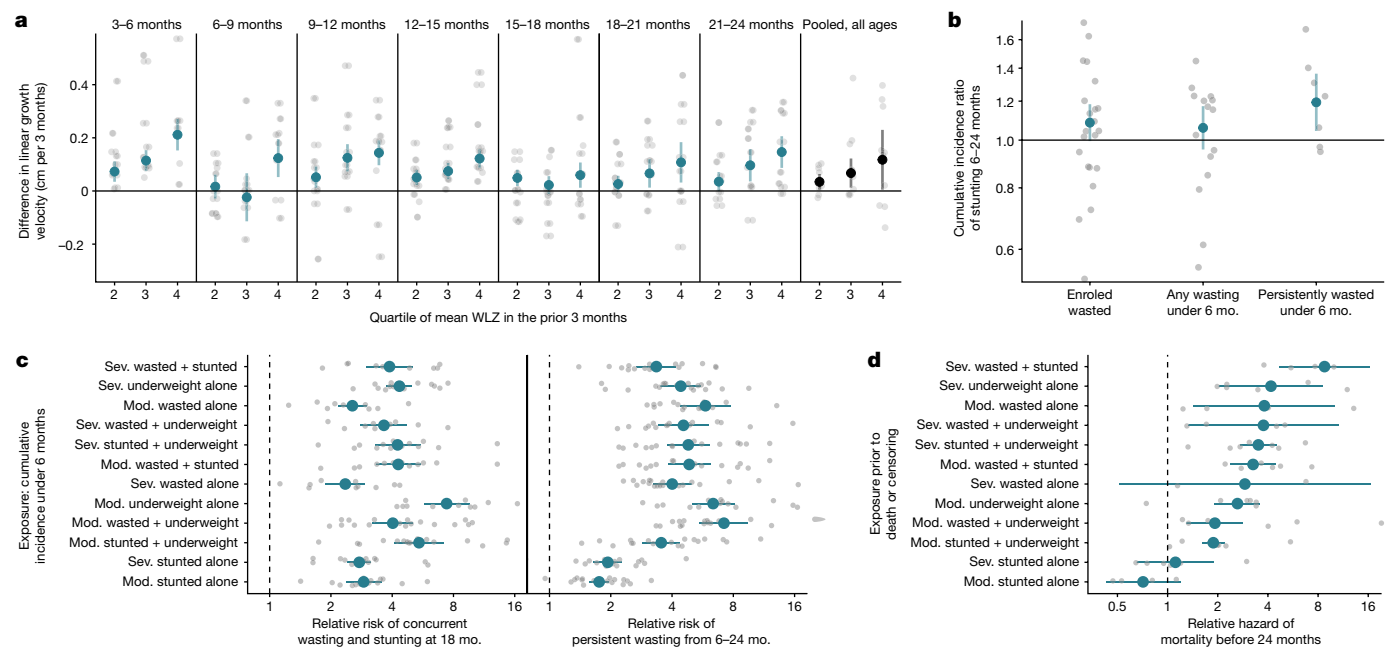 a
3–6 months 6–9 months 9–12 months 12–15 months 15–18 months 18–21 months 21–24 months Pooled, all ages
Difference in linear growth
velocity (cm per 3 months)
0.4
0.2
0
–0.2
2 3 4 2 3 4 2 3 4 2 3 4 2 3 4 2 3 4 2 3 4 2 3 4
Quartile of mean WLZ in the prior 3 months
b
Cumulative incidence ratio
of stunting 6–24 months
1.6
1.4
1.2
1.0
0.8
0.6
Enroled
wasted
Any wasting
under 6 mo.
Persistently wasted
under 6 mo.
c
Exposure: cumulative
incidence under 6 months
Sev. wasted + stunted
Sev. underweight alone
Mod. wasted alone
Sev. wasted + underweight
Sev. stunted + underweight
Mod. wasted + stunted
Sev. wasted alone
Mod. underweight alone
Mod. wasted + underweight
Mod. stunted + underweight
Sev. stunted alone
Mod. stunted alone
1 2 4 8 16
Relative risk of concurrent
wasting and stunting at 18 mo.
1 2 4 8 16
Relative risk of
persistent wasting from 6–24 mo.
d
Exposure prior to
death or censoring
Sev. wasted + stunted
Sev. underweight alone
Mod. wasted alone
Sev. wasted + underweight
Sev. stunted + underweight
Mod. wasted + stunted
Sev. wasted alone
Mod. underweight alone
Mod. wasted + underweight
Mod. stunted + underweight
Sev. stunted alone
Mod. stunted alone
0.5 1 2 4 8 16
Relative hazard of
mortality before 24 months